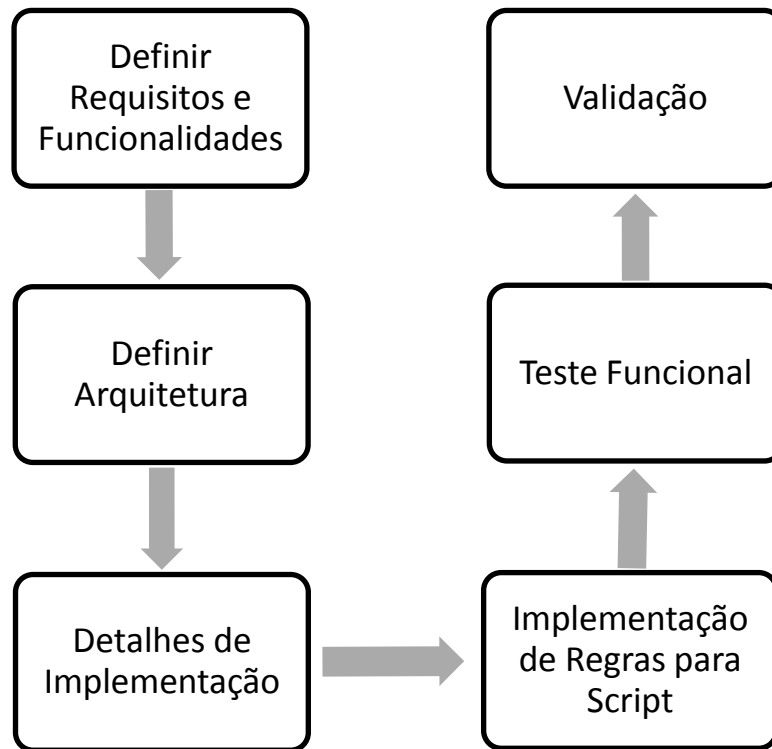 Definir
Requisitos e
Funcionalidades
Definir
Arquitetura
Detalhes de
Implementação
Implementação
de Regras para
Script
Teste Funcional
Validação